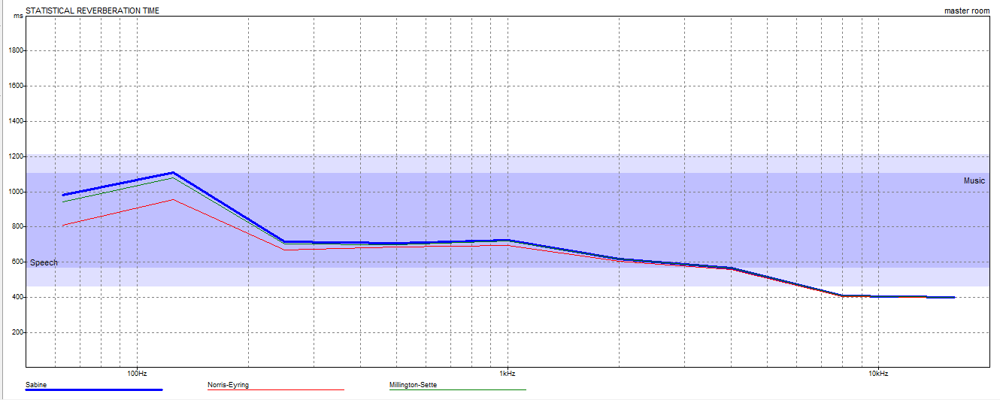 STATISTICAL REVERBERATION TIME
master room
ms
1800
1600
1400
1200
Music
1000
800
600
Speech
400
200
100Hz 1kHz 10kHz
Sabine Norris-Eyring Millington-Sette